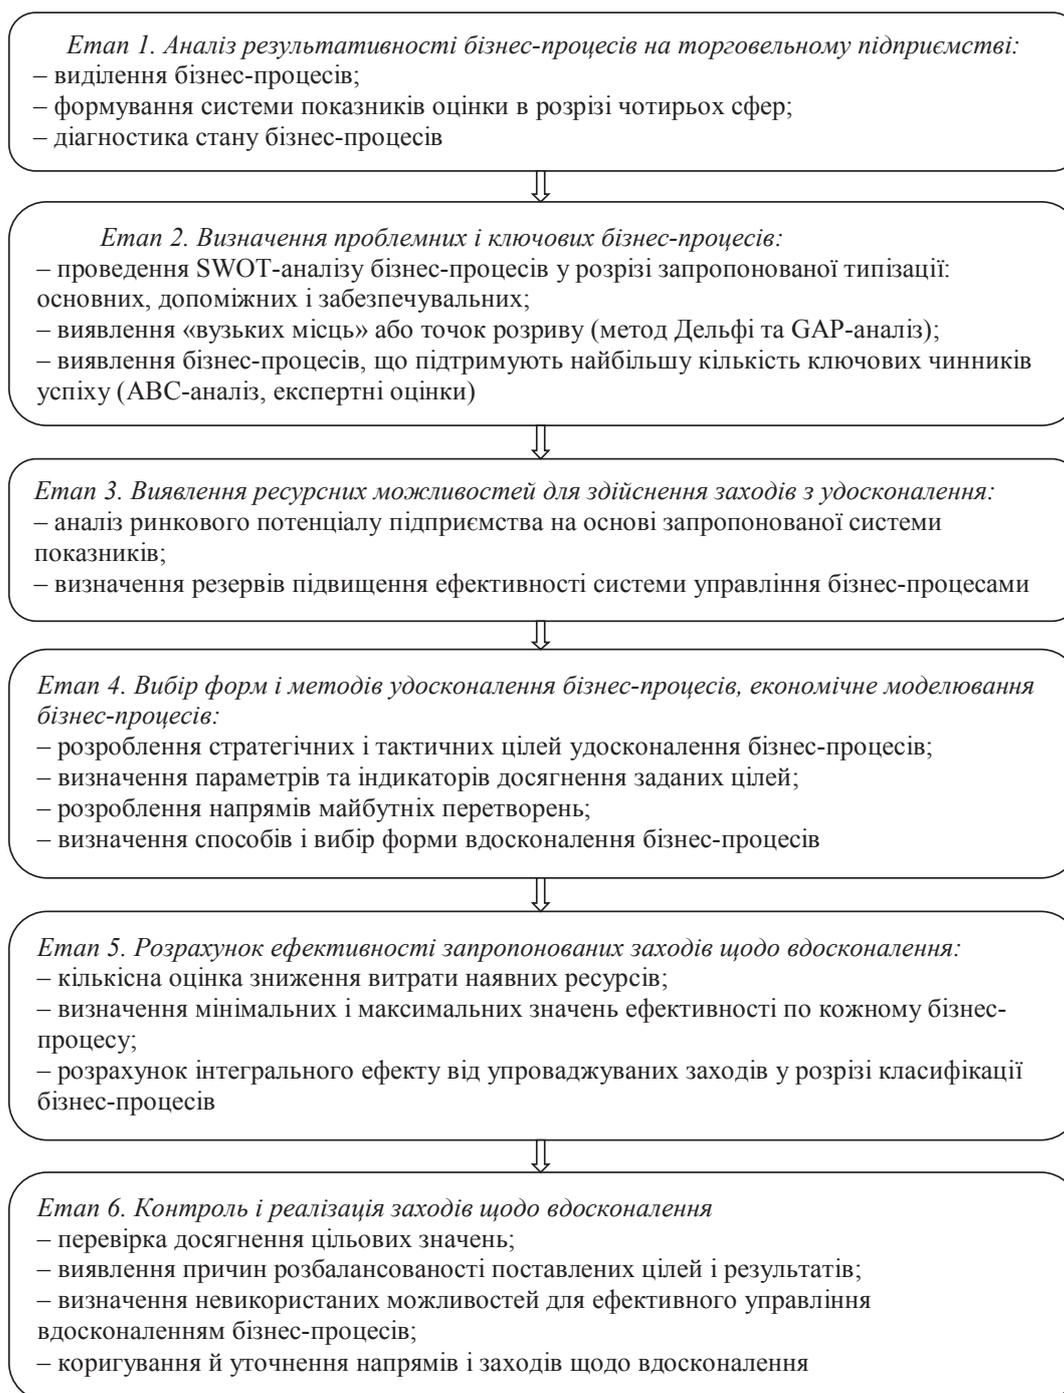 Етап 1. Аналіз результативності бізнес-процесів на торговельному підприємстві:
– виділення бізнес-процесів;
– формування системи показників оцінки в розрізі чотирьох сфер;
– діагностика стану бізнес-процесів
Етап 2. Визначення проблемних і ключових бізнес-процесів:
– проведення SWOT-аналізу бізнес-процесів у розрізі запропонованої типізації:
основних, допоміжних і забезпечувальних;
– виявлення «вузьких місць» або точок розриву (метод Дельфі та GAP-аналіз);
– виявлення бізнес-процесів, що підтримують найбільшу кількість ключових чинників
успіху (АВС-аналіз, експертні оцінки)
Етап 3. Виявлення ресурсних можливостей для здійснення заходів з удосконалення:
– аналіз ринкового потенціалу підприємства на основі запропонованої системи
показників;
– визначення резервів підвищення ефективності системи управління бізнес-процесами
Етап 4. Вибір форм і методів удосконалення бізнес-процесів, економічне моделювання
бізнес-процесів:
– розроблення стратегічних і тактичних цілей удосконалення бізнес-процесів;
– визначення параметрів та індикаторів досягнення заданих цілей;
– розроблення напрямів майбутніх перетворень;
– визначення способів і вибір форми вдосконалення бізнес-процесів
Етап 5. Розрахунок ефективності запропонованих заходів щодо вдосконалення:
– кількісна оцінка зниження витрати наявних ресурсів;
– визначення мінімальних і максимальних значень ефективності по кожному бізнес-
процесу;
– розрахунок інтегрального ефекту від упроваджуваних заходів у розрізі класифікації
бізнес-процесів
Етап 6. Контроль і реалізація заходів щодо вдосконалення
– перевірка досягнення цільових значень;
– виявлення причин розбалансованості поставлених цілей і результатів;
– визначення невикористаних можливостей для ефективного управління
вдосконаленням бізнес-процесів;
– коригування й уточнення напрямів і заходів щодо вдосконалення